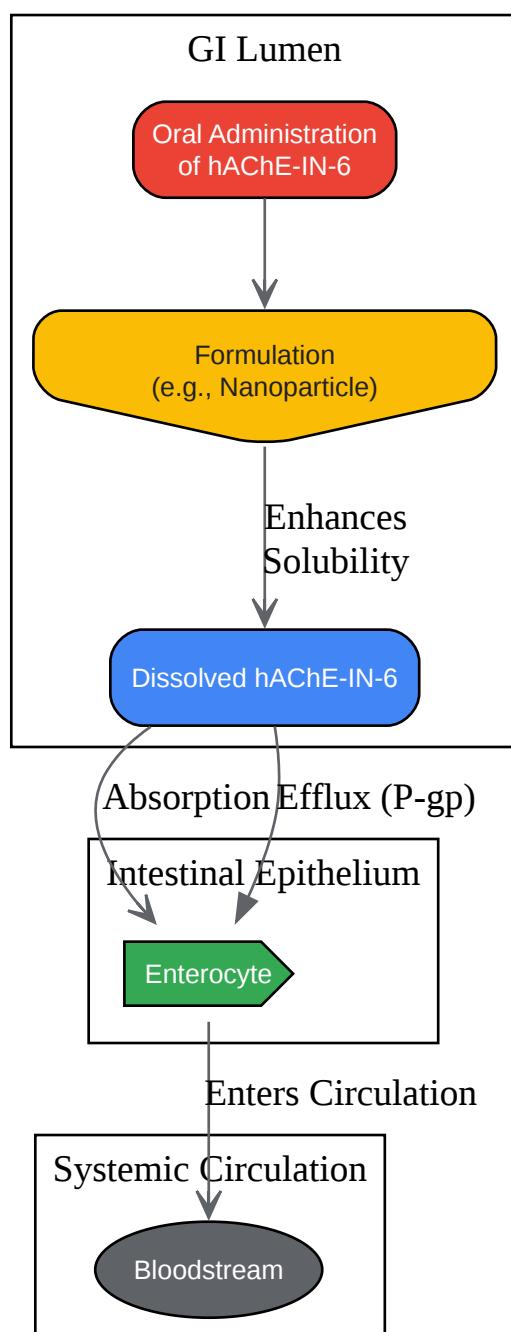 GI Lumen
Oral Administration
of hAChE-IN-6
Formulation
(e.g., Nanoparticle)
Enhances
Solubility
Dissolved hAChE-IN-6
Absorption
Efflux (P-gp)
Intestinal Epithelium
Enterocyte
Enters Circulation
Systemic Circulation
Bloodstream